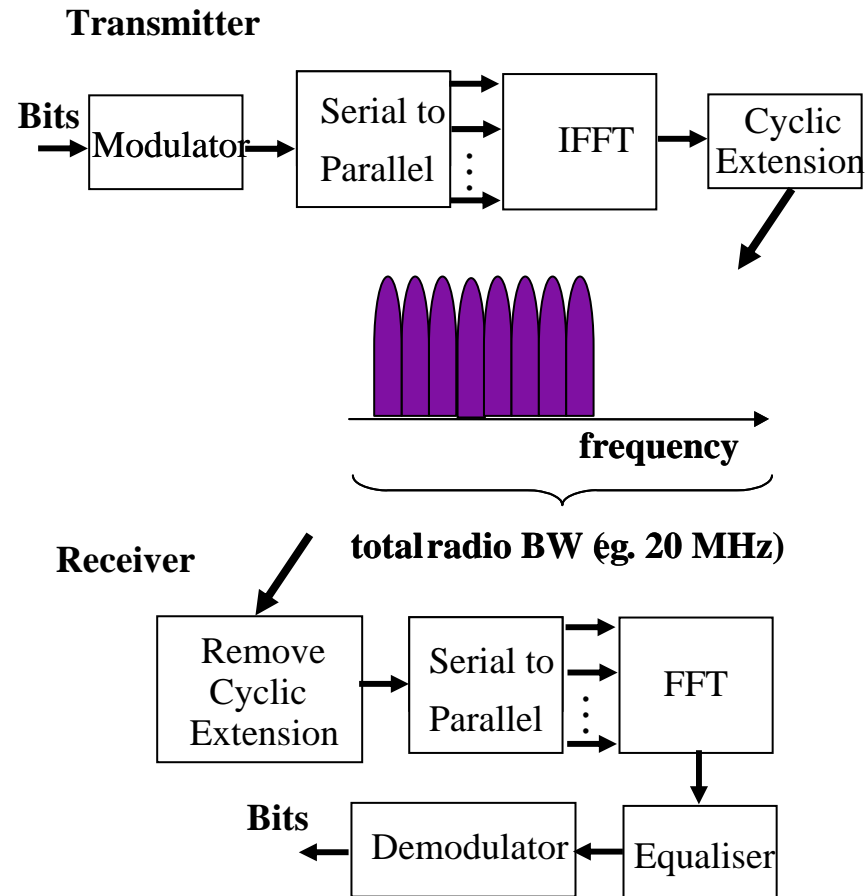 Transmitter
Bits
Modulator
Serial to
Parallel
IFFT
Cyclic
Extension
frequency
total radio BW (eg. 20 MHz)
Receiver
Remove
Cyclic
Extension
Serial to
Parallel
FFT
Bits
Demodulator
Equaliser